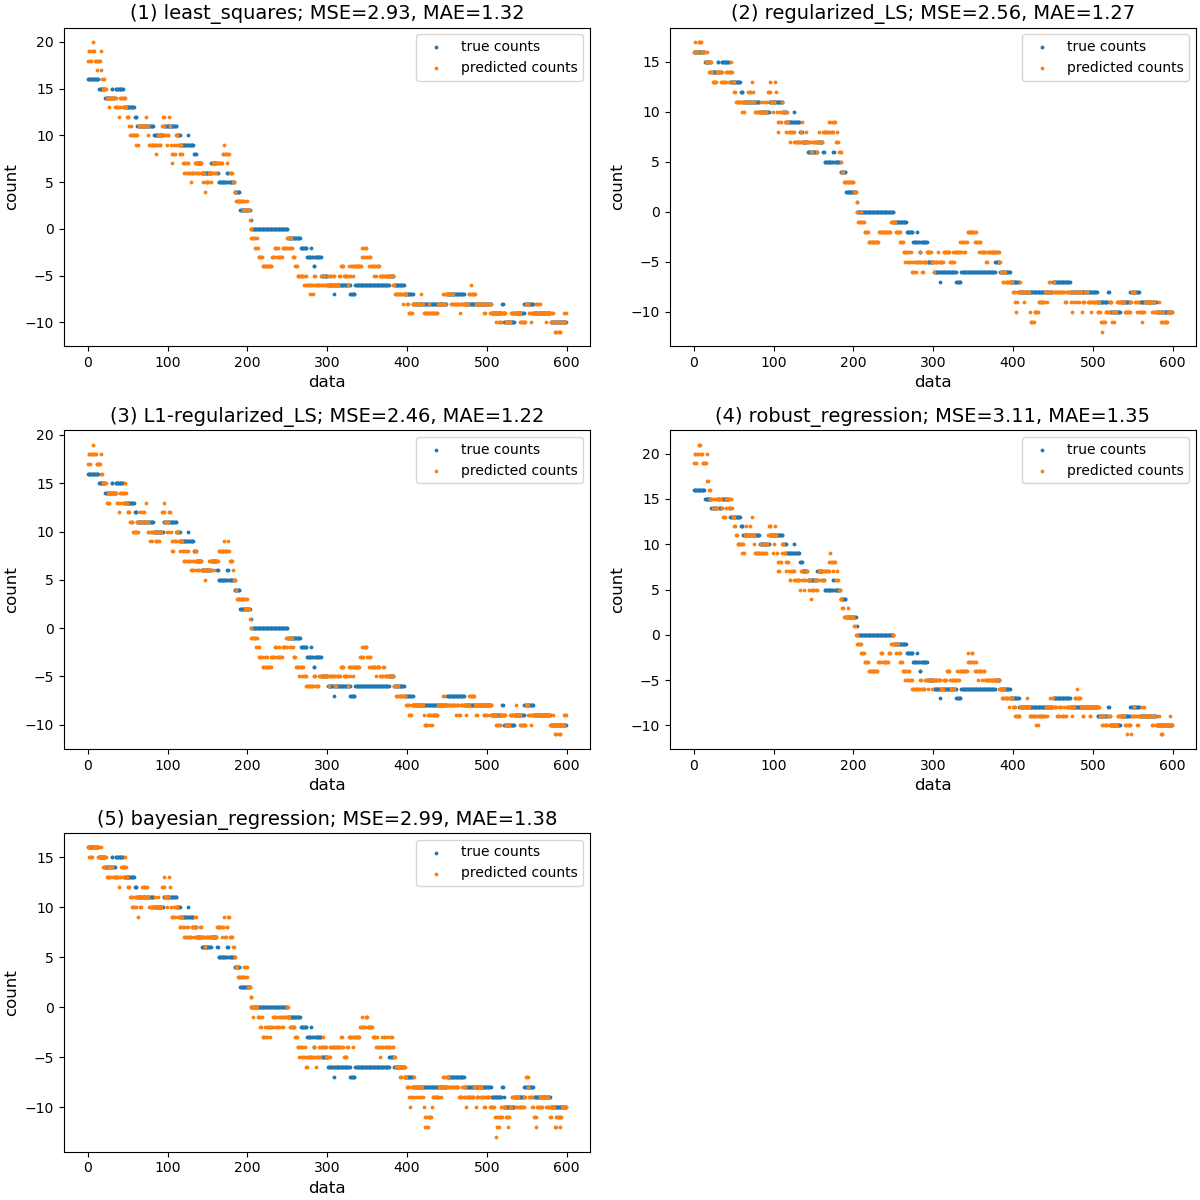 (1) least_squares; MSE=2.93, MAE=1.32
true counts
predicted counts
20
15
10
5
0
−5
−10
count
0 100 200 300 400 500 600
data
(2) regularized_LS; MSE=2.56, MAE=1.27
true counts
predicted counts
15
10
5
0
−5
−10
count
0 100 200 300 400 500 600
data
(3) L1-regularized_LS; MSE=2.46, MAE=1.22
true counts
predicted counts
20
15
10
5
0
−5
−10
count
0 100 200 300 400 500 600
data
(4) robust_regression; MSE=3.11, MAE=1.35
true counts
predicted counts
20
15
10
5
0
−5
−10
count
0 100 200 300 400 500 600
data
(5) bayesian_regression; MSE=2.99, MAE=1.38
true counts
predicted counts
15
10
5
0
−5
−10
count
0 100 200 300 400 500 600
data